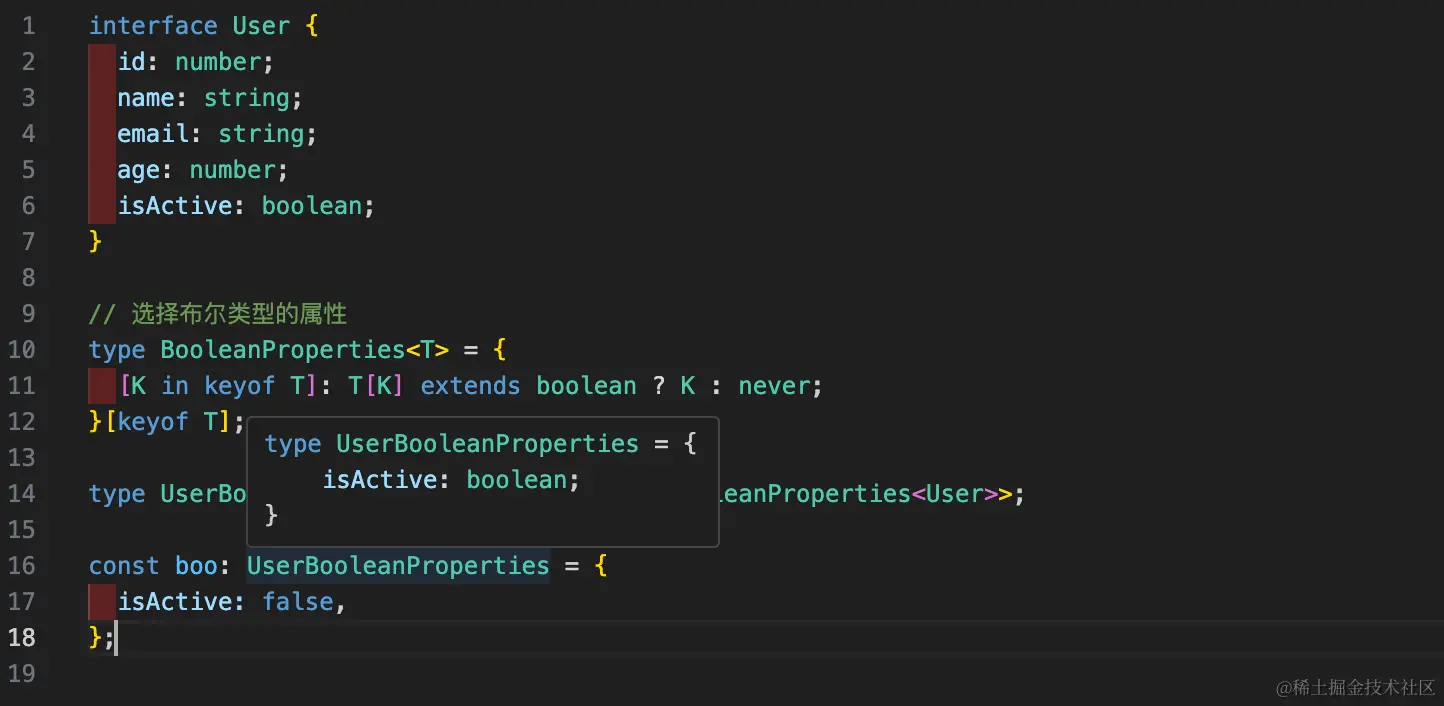 1 interface User {
2 id: number;
3 name: string;
4 email: string;
5 age: number;
6 isActive: boolean;
7 }
8
9 // 选择布尔类型的属性
10 type BooleanProperties<T> = {
11 [K in keyof T]: T[K] extends boolean ? K : never;
12 }[keyof T];
type UserBooleanProperties = {
13
isActive: boolean;
14 type UserBo leanProperties<User>>;
}
15
16 const boo: UserBooleanProperties = {
17 isActive: false,
18 };
19
@稀土掘金技术社区